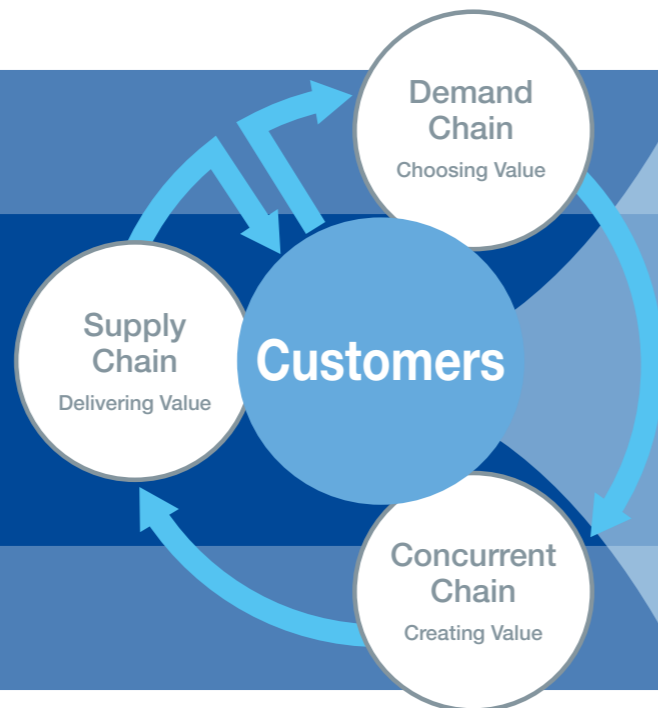 Demand
Chain
Choosing Value
Supply
Chain
Delivering Value
Customers
Concurrent
Chain
Creating Value